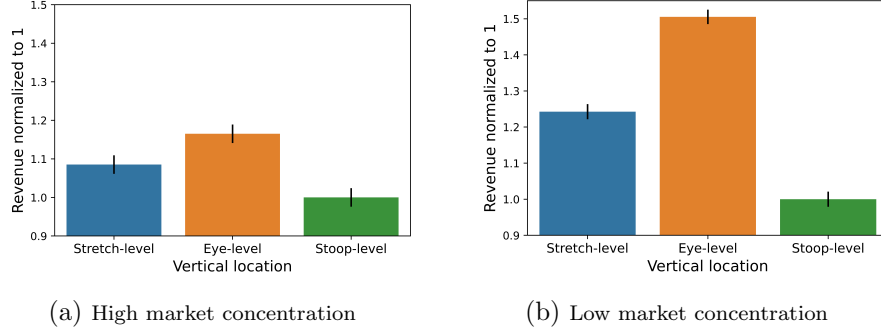 Revenue normalized to 1
1.5
1.4
1.3
1.2
1.1
1.0
0.9
Stretch-level Eye-level Stoop-level
Vertical location
(a) High market concentration
Revenue normalized to 1
1.5
1.4
1.3
1.2
1.1
1.0
0.9
Stretch-level Eye-level Stoop-level
Vertical location
(b) Low market concentration